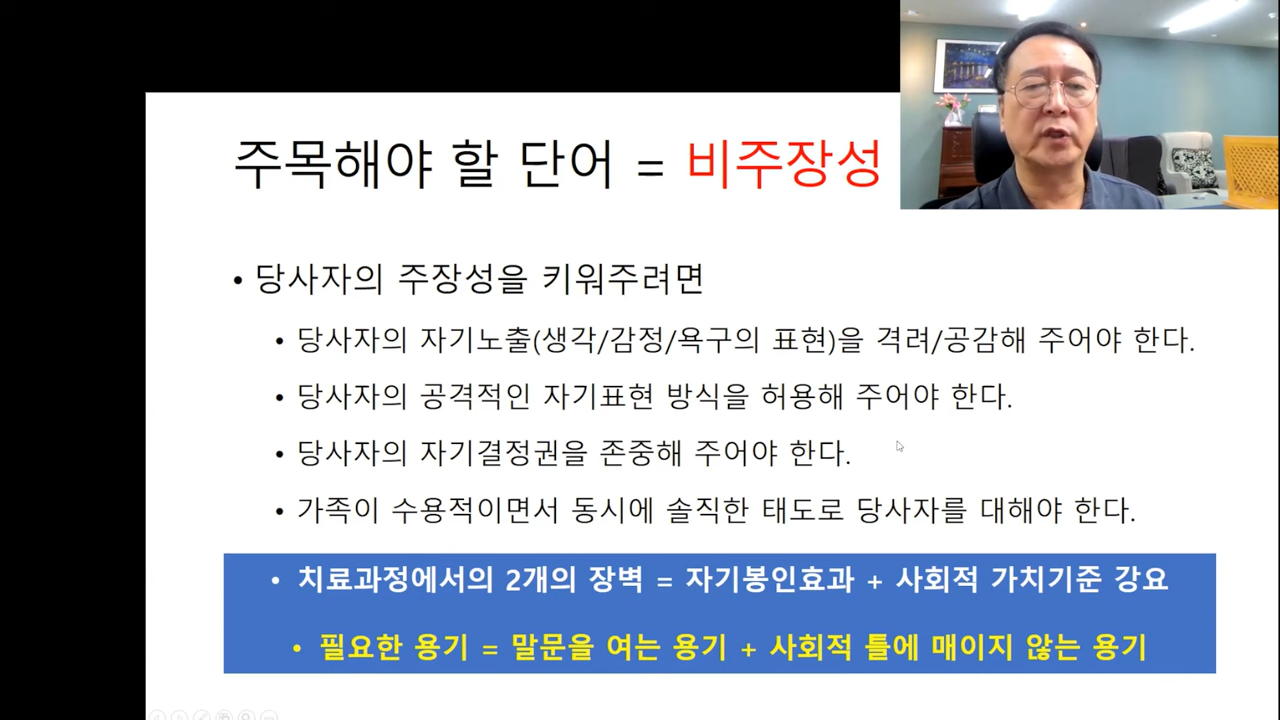 주목해야 할 단어 = 비주장성
• 당사자의 주장성을 키워주려면
• 당사자의 자기노출(생각/감정/욕구의 표현)을 격려/공감해 주어야 한다.
• 당사자의 공격적인 자기표현 방식을 허용해 주어야 한다.
• 당사자의 자기결정권을 존중해 주어야 한다.
• 가족이 수용적이면서 동시에 솔직한 태도로 당사자를 대해야 한다.
• 치료과정에서의 2개의 장벽 = 자기봉인효과 + 사회적 가치기준 강요
• 필요한 용기 = 말문을 여는 용기 + 사회적 틀에 매이지 않는 용기